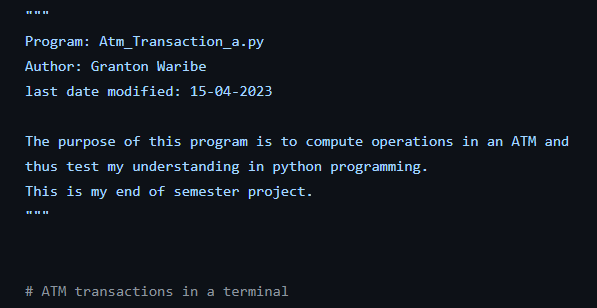 """
Program: Atm_Transaction_a.py
Author: Granton Waribe
last date modified: 15-04-2023
The purpose of this program is to compute operations in an ATM and
thus test my understanding in python programming.
This is my end of semester project.
"""
# ATM transactions in a terminal